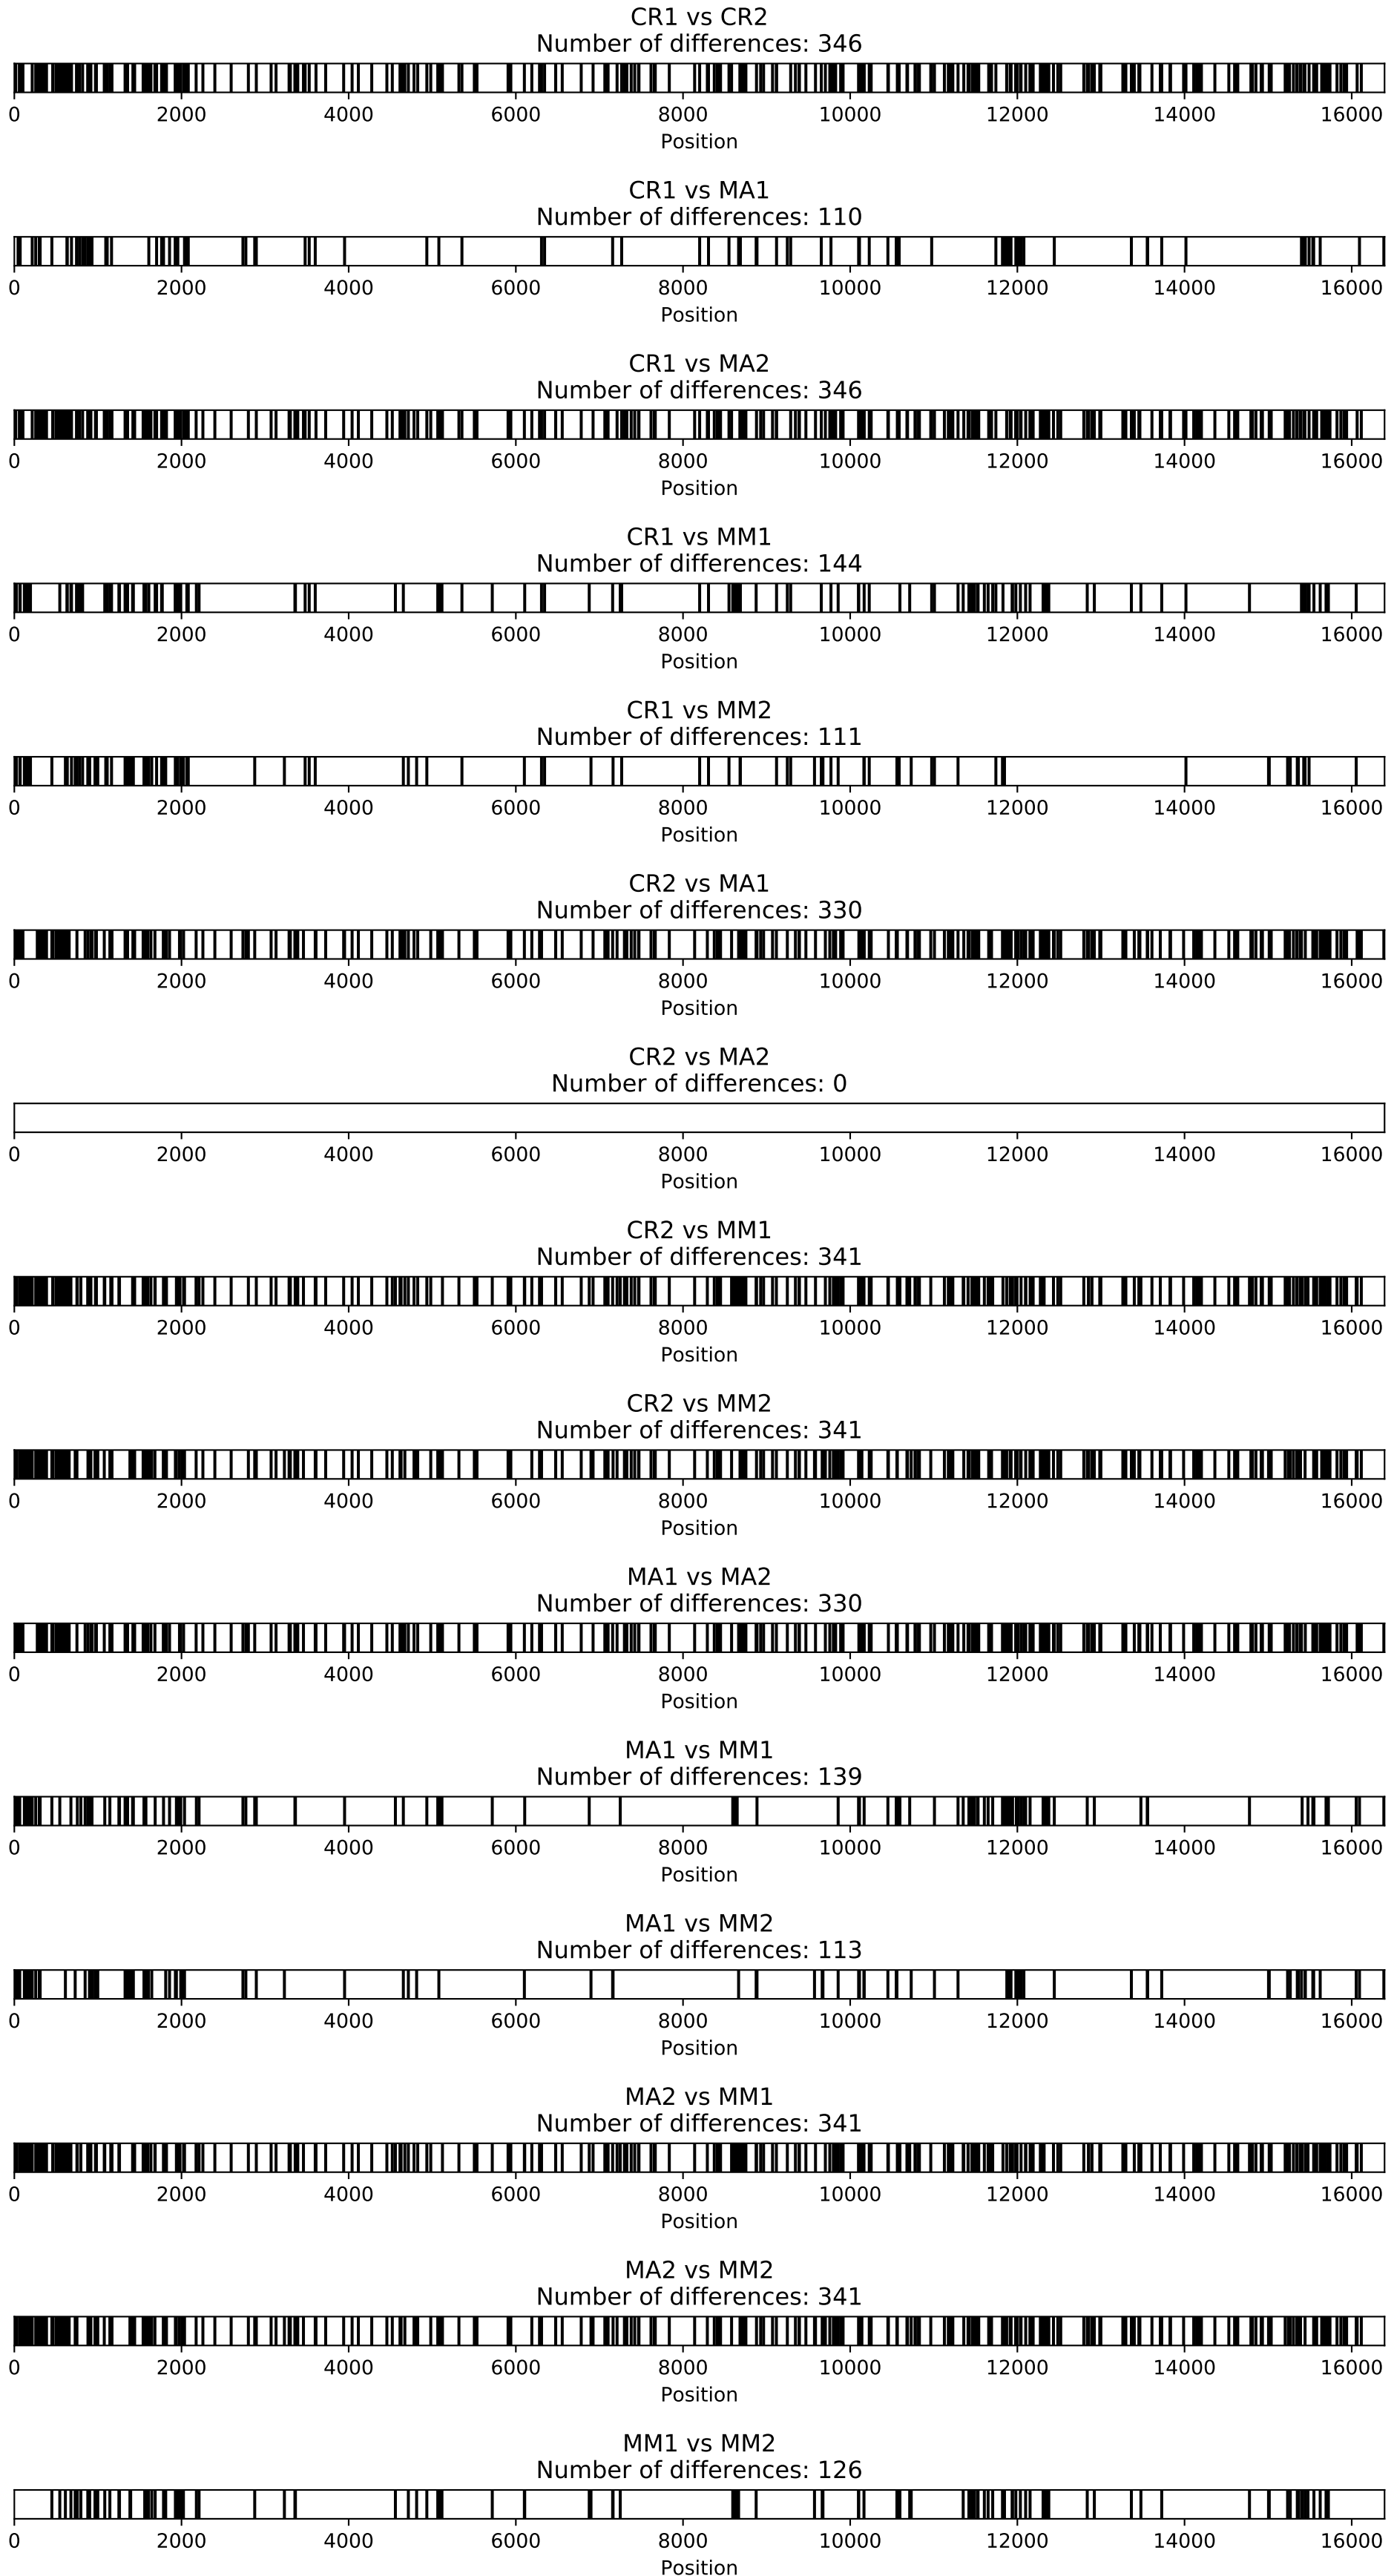 CR1 vs CR2
Number of differences: 346
0 2000 4000 6000 8000 10000 12000 14000 16000
Position
CR1 vs MA1
Number of differences: 110
0 2000 4000 6000 8000 10000 12000 14000 16000
Position
CR1 vs MA2
Number of differences: 346
0 2000 4000 6000 8000 10000 12000 14000 16000
Position
CR1 vs MM1
Number of differences: 144
0 2000 4000 6000 8000 10000 12000 14000 16000
Position
CR1 vs MM2
Number of differences: 111
0 2000 4000 6000 8000 10000 12000 14000 16000
Position
CR2 vs MA1
Number of differences: 330
0 2000 4000 6000 8000 10000 12000 14000 16000
Position
CR2 vs MA2
Number of differences: 0
0 2000 4000 6000 8000 10000 12000 14000 16000
Position
CR2 vs MM1
Number of differences: 341
0 2000 4000 6000 8000 10000 12000 14000 16000
Position
CR2 vs MM2
Number of differences: 341
0 2000 4000 6000 8000 10000 12000 14000 16000
Position
MA1 vs MA2
Number of differences: 330
0 2000 4000 6000 8000 10000 12000 14000 16000
Position
MA1 vs MM1
Number of differences: 139
0 2000 4000 6000 8000 10000 12000 14000 16000
Position
MA1 vs MM2
Number of differences: 113
0 2000 4000 6000 8000 10000 12000 14000 16000
Position
MA2 vs MM1
Number of differences: 341
0 2000 4000 6000 8000 10000 12000 14000 16000
Position
MA2 vs MM2
Number of differences: 341
0 2000 4000 6000 8000 10000 12000 14000 16000
Position
MM1 vs MM2
Number of differences: 126
0 2000 4000 6000 8000 10000 12000 14000 16000
Position